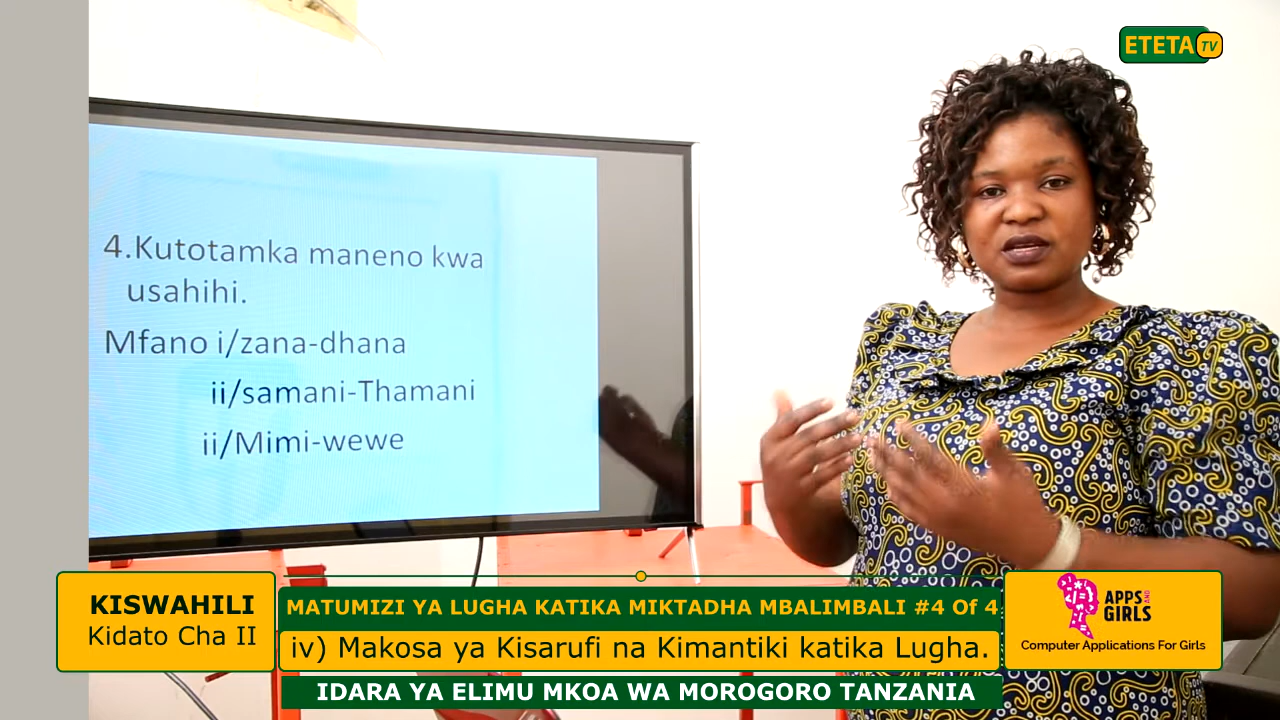 ETETA TV
4.Kutotamka maneno kwa
usahihi.
Mfano i/zana-dhana
ii/samani-Thamani
ii/Mimi-wewe
KISWAHILI
Kidato Cha II
MATUMIZI YA LUGHA KATIKA MIKTADHA MBALIMBALI #4 Of 4
iv) Makosa ya Kisarufi na Kimantiki katika Lugha.
IDARA YA ELIMU MKOA WA MOROGORO TANZANIA
APPS AND
GIRLS
Computer Applications For Girls